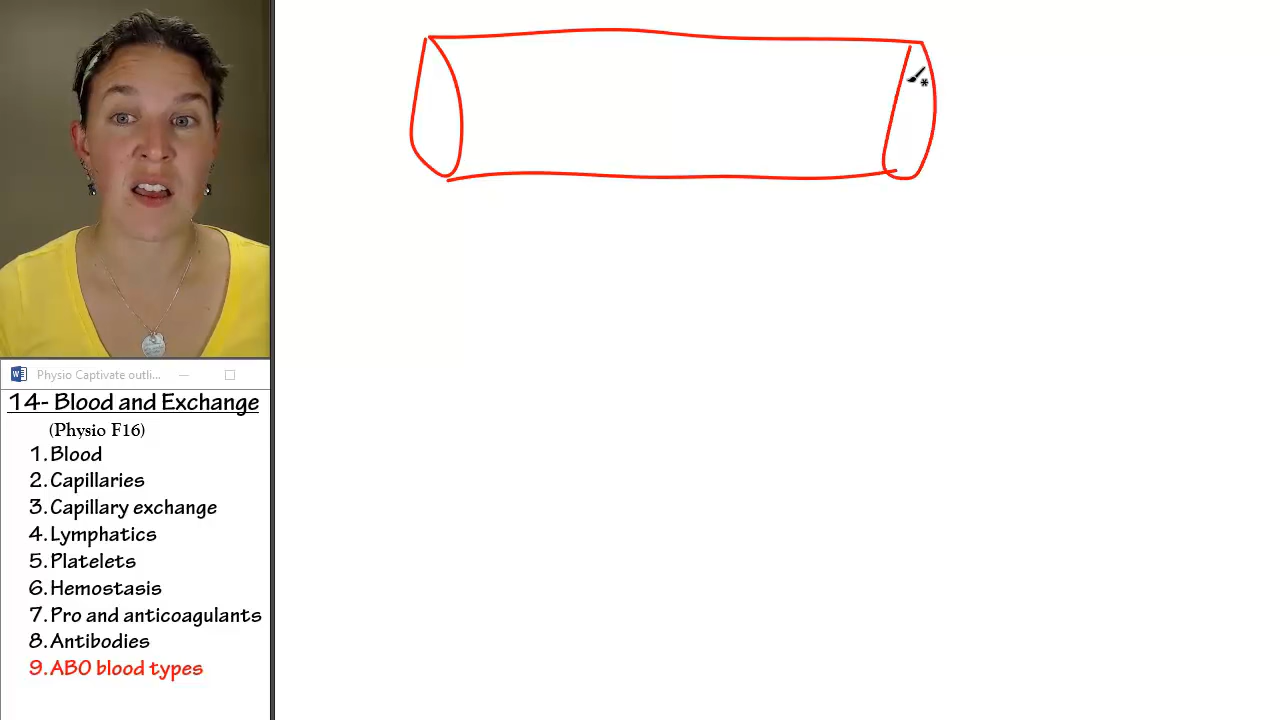 Physio Captivate outli...
14- Blood and Exchange
(Physio F16)
1. Blood
2. Capillaries
3. Capillary exchange
4. Lymphatics
5. Platelets
6. Hemostasis
7. Pro and anticoagulants
8. Antibodies
9. ABO blood types